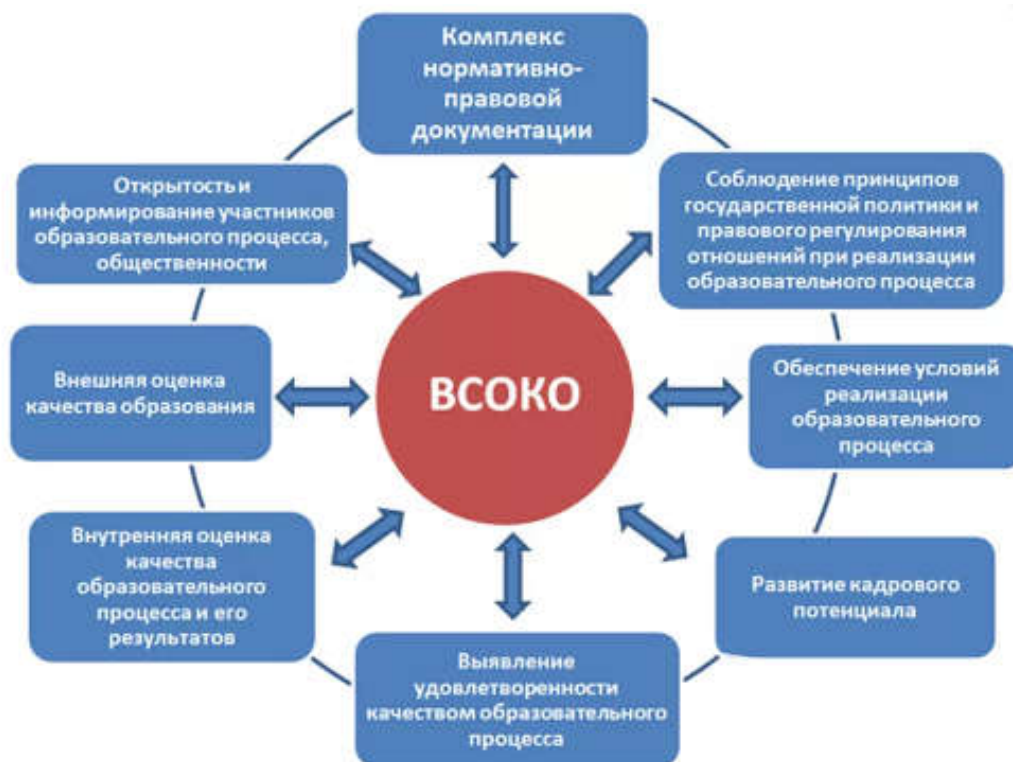 Комплекс
нормативно-
правовой
документации
Соблюдение принципов
государственной политики и
правового регулирования
отношений при реализации
образовательного процесса
Обеспечение условий
реализации
образовательного
процесса
Развитие кадрового
потенциала
Выявление
удовлетворенности
качеством образовательного
процесса
Внутренняя оценка
качества
образовательного
процесса и его
результатов
Внешняя оценка
качества образования
Открытость и
информирование участников
образовательного процесса,
общественности
ВСОКО